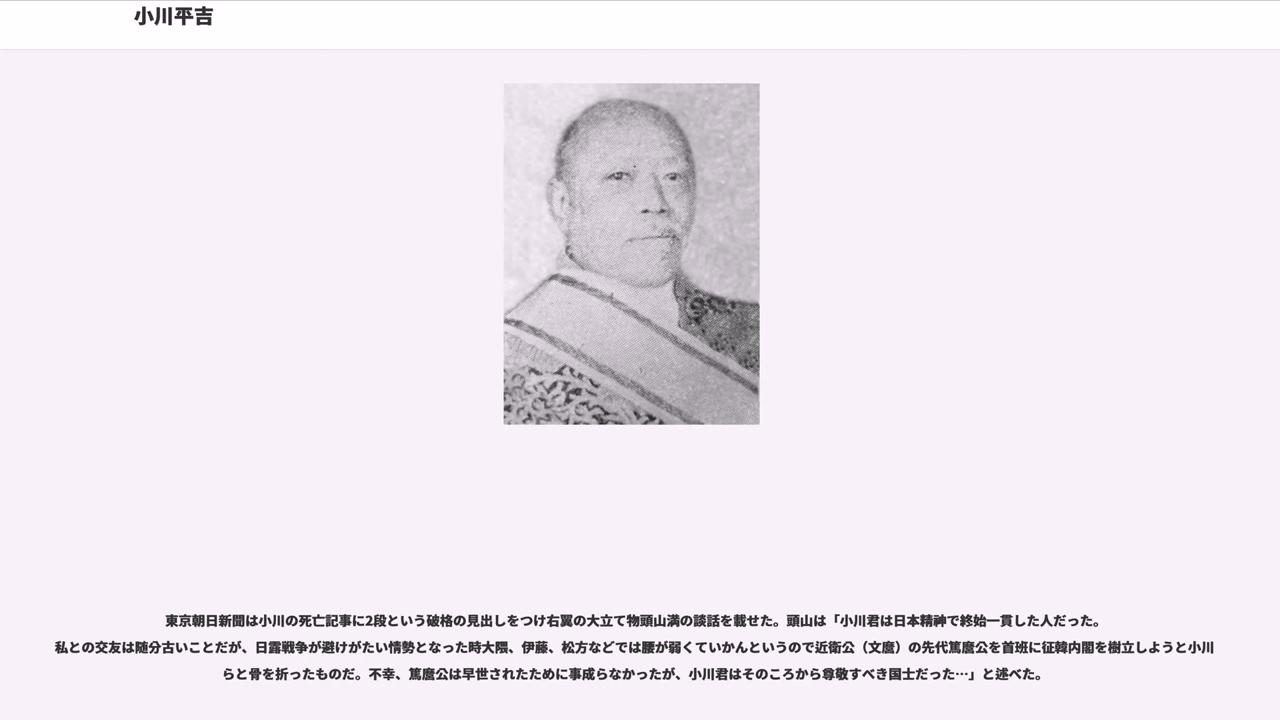 小川平吉
東京朝日新聞は小川の死亡記事に2段という破格の見出しをつけ右翼の大立て物頭山満の談話を載せた。頭山は「小川君は日本精神で終始一貫した人だった。
私との交友は随分古いことだが、日露戦争が避けがたい情勢となった時大隈、伊藤、松方などでは腰が弱くていかんというので近衛公（文麿）の先代篤麿公を首班に征韓内閣を樹立しようと小川
らと骨を折ったものだ。不幸、篤麿公は早世されたために事成らなかったが、小川君はそのころから尊敬すべき国士だった…」と述べた。